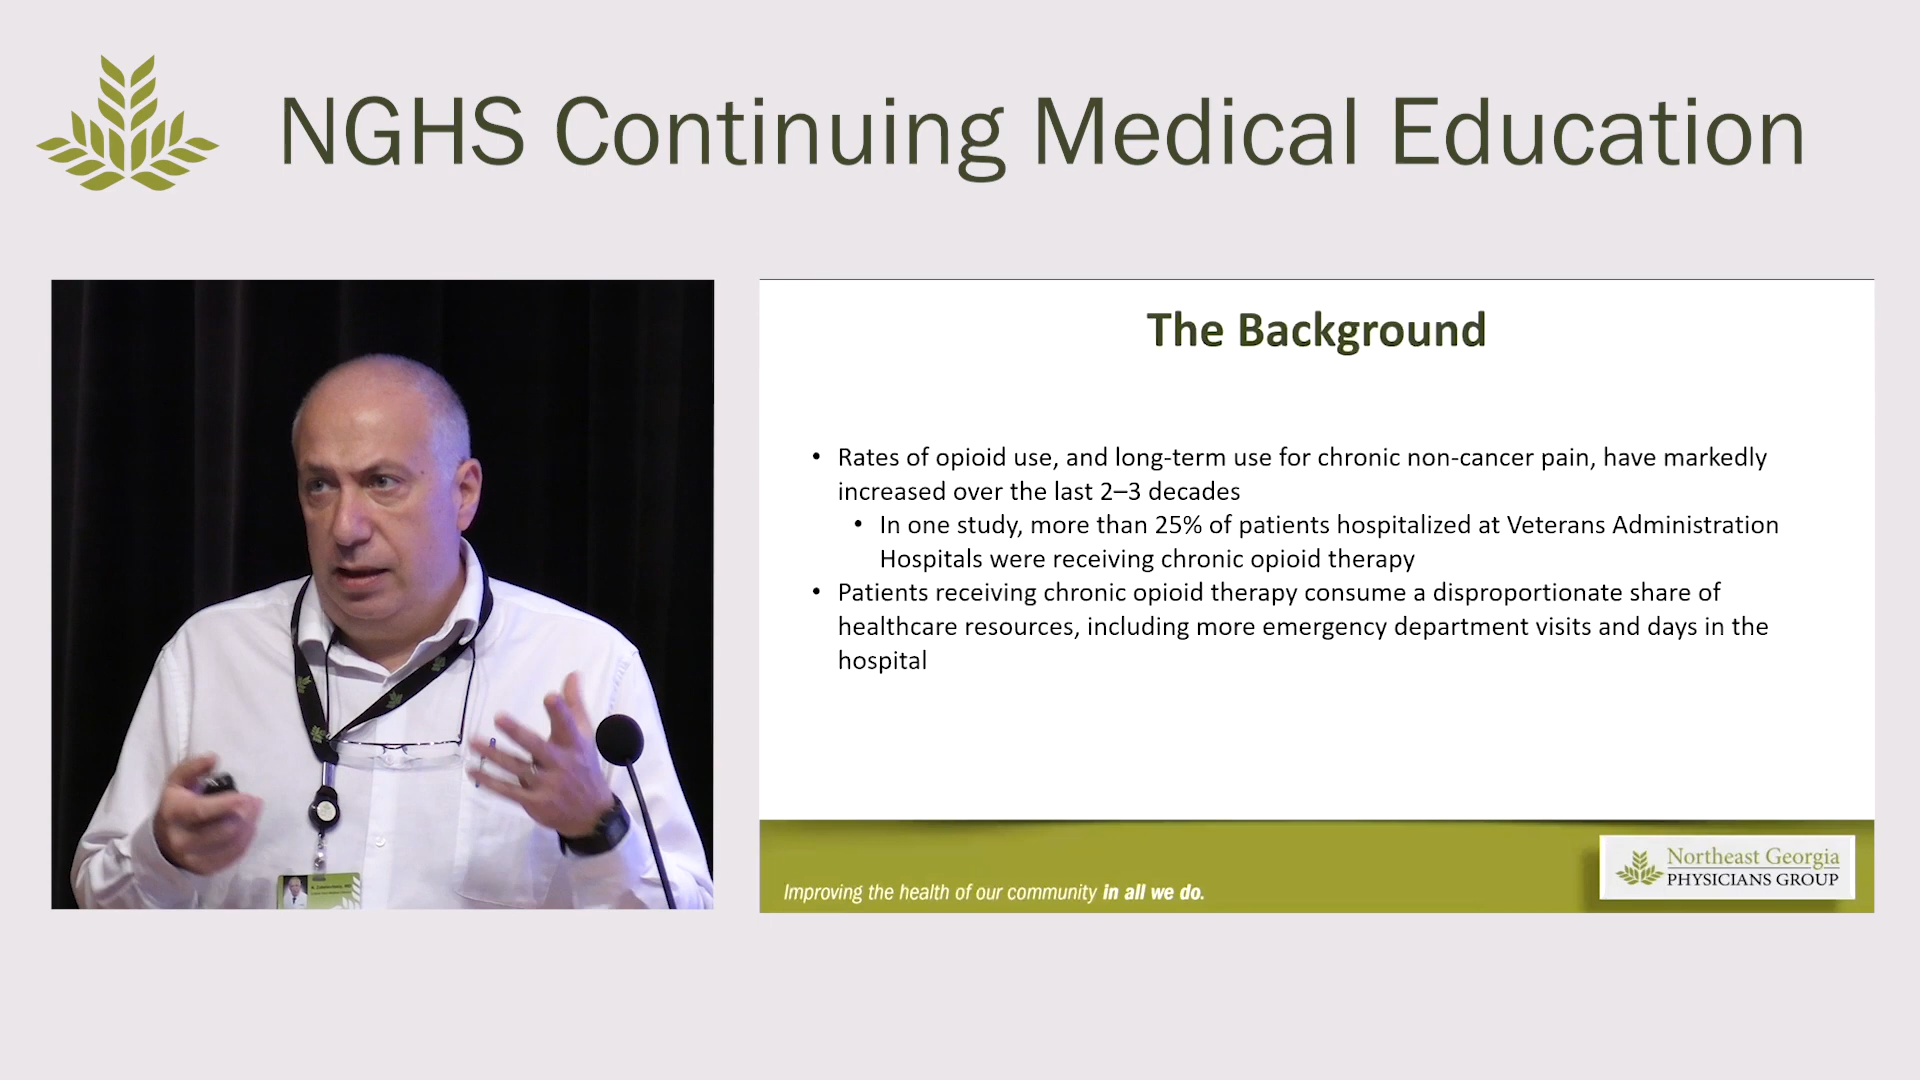 NGHS Continuing Medical Education
The Background
• Rates of opioid use, and long-term use for chronic non-cancer pain, have markedly
increased over the last 2–3 decades
• In one study, more than 25% of patients hospitalized at Veterans Administration
Hospitals were receiving chronic opioid therapy
• Patients receiving chronic opioid therapy consume a disproportionate share of
healthcare resources, including more emergency department visits and days in the
hospital
Improving the health of our community in all we do.
Northeast Georgia
PHYSICIANS GROUP